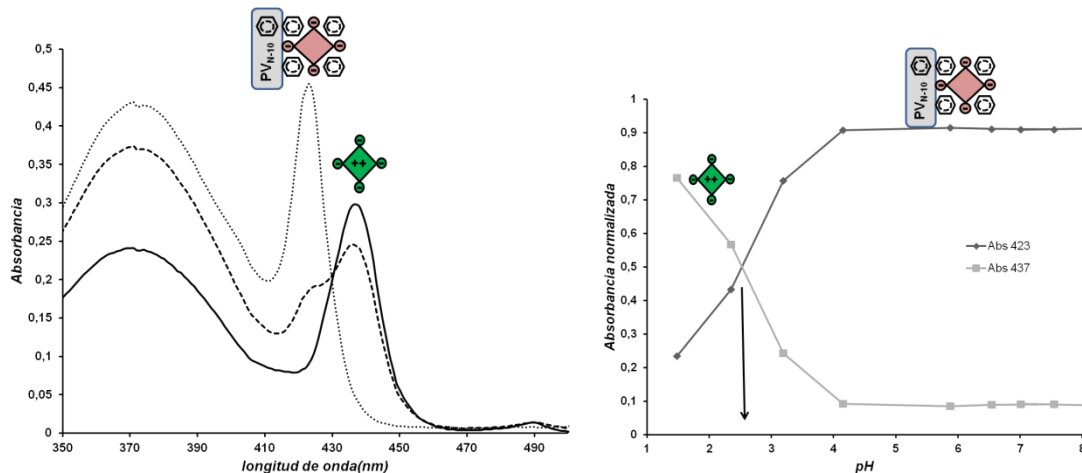 0,5
0,45
0,4
0,35
0,3
0,25
0,2
0,15
0,1
0,05
0
Absorbancia
350 370 390 410 430 450 470 490
longitud de onda(nm)
PVN-10
++
1
0,9
0,8
0,7
0,6
0,5
0,4
0,3
0,2
0,1
0
Absorbancia normalizada
1 2 3 4 5 6 7 8
pH
PVN-10
++
Abs 423
Abs 437